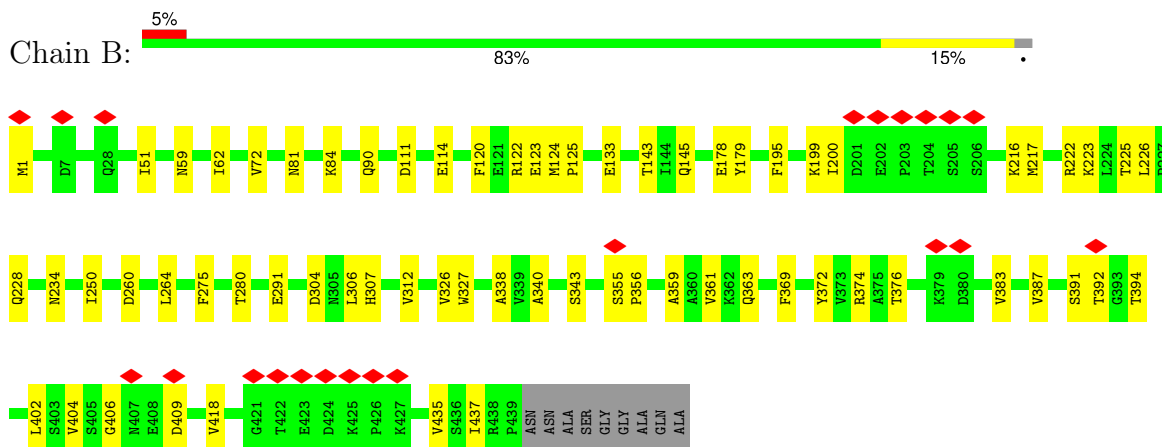 5%
Chain B:
83% 15% •
M1 D7 Q28 I51 N59 I62 V72 N81 K84 Q90 D111 E114 F120 E121 R122 E123 M124 P125 E133 T143 I144 Q145 E178 Y179 F195 K199 I200 D201 E202 P203 T204 S205 S206 K216 M217 R222 K223 L224 T225 L226
Q228 N234 I250 D260 L264 F275 T280 E291 D304 N305 L306 H307 V312 V326 W327 A338 V339 A340 S343 S355 P356 A359 A360 V361 K362 Q363 F369 Y372 V373 R374 A375 T376 K379 D380 V383 V387 S391 T392 G393 T394
L402 S403 V404 S405 G406 N407 E408 D409 V418 G421 T422 E423 D424 K425 P426 K427 V435 S436 I437 R438 P439 ASN ASN ALA SER GLY GLY ALA GLN ALA